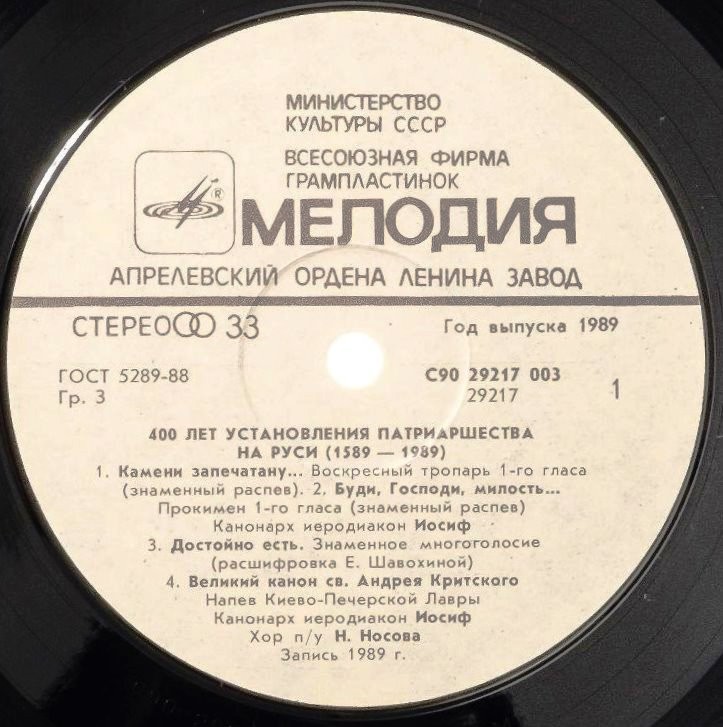 МИНИСТЕРСТВО
КУЛЬТУРЫ СССР
ВСЕСОЮЗНАЯ ФИРМА
ГРАМПЛАСТИНОК
®
МЕЛОДИЯ
АПРЕЛЕВСКИЙ ОРДЕНА ЛЕНИНА ЗАВОД
СТЕРЕО 33
Год выпуска 1989
ГОСТ 5289-88
Гр. 3
С90 29217 003
29217
1
400 ЛЕТ УСТАНОВЛЕНИЯ ПАТРИАРШЕСТВА
НА РУСИ (1589 — 1989)
1. Камени запечатану... Воскресный тропарь 1-го гласа
(знаменный распев). 2. Буди, Господи, милость...
Прокимен 1-го гласа (знаменный распев)
Канонарх иеродиакон Иосиф
3. Достойно есть. Знаменное многоголосие
(расшифровка Е. Шавохиной)
4. Великий канон св. Андрея Критского
Напев Киево-Печерской Лавры
Канонарх иеродиакон Иосиф
Хор п/у Н. Носова
Запись 1989 г.